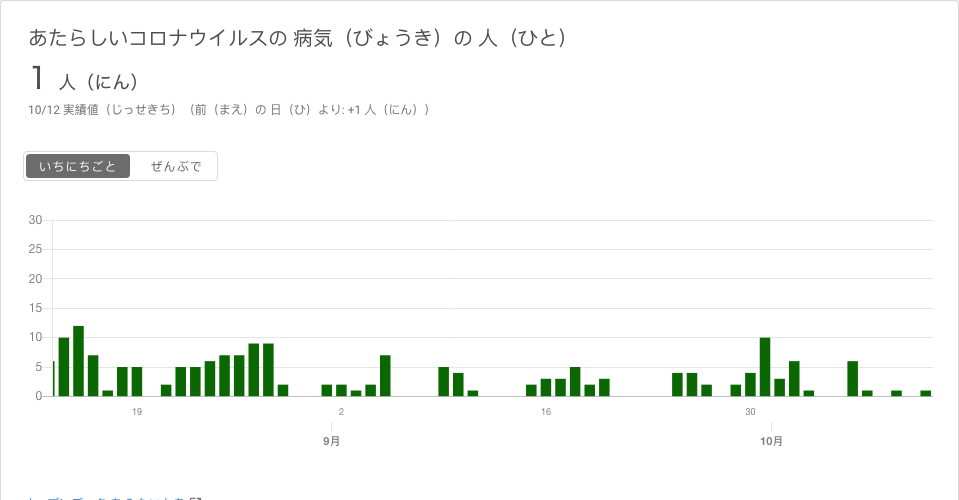 あたらしいコロナウイルスの 病気（びょうき）の 人（ひと）
1 人（にん）
10/12 実績値（じっせきち）（前（まえ）の 日（ひ）より: +1 人（にん））
いちにちごと ぜんぶで
30
25
20
15
10
5
0
19 2 16 30
9月 10月